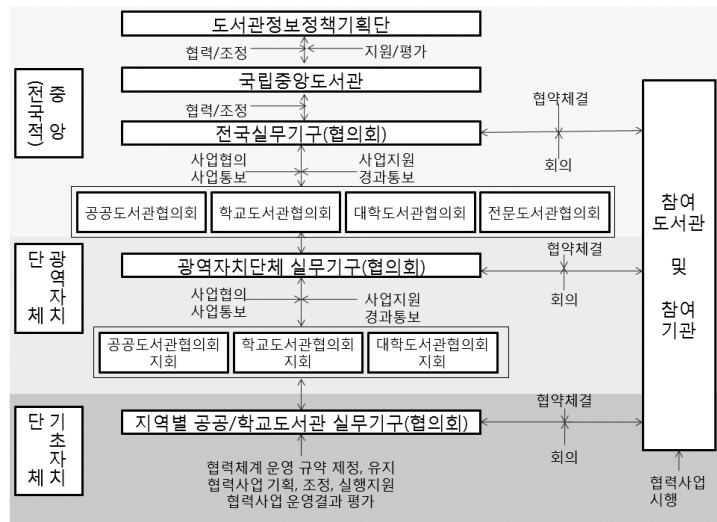 도서관정보정책기획단
협력/조정
지원/평가
국립중앙도서관
협력/조정
전국실무기구(협의회)
중앙
(전국적)
협약체결
회의
사업협의
사업통보
사업지원
경과통보
공공도서관협의회
학교도서관협의회
대학도서관협의회
전문도서관협의회
참여
도서관
및
참여
기관
광역자치
단체
광역자치단체 실무기구(협의회)
협약체결
회의
사업협의
사업통보
사업지원
경과통보
공공도서관협의회
지회
학교도서관협의회
지회
대학도서관협의회
지회
기초자치
단체
지역별 공공/학교도서관 실무기구(협의회)
협약체결
회의
협력체계 운영 규약 제정, 유지
협력사업 기획, 조정, 실행지원
협력사업 운영결과 평가
협력사업
시행